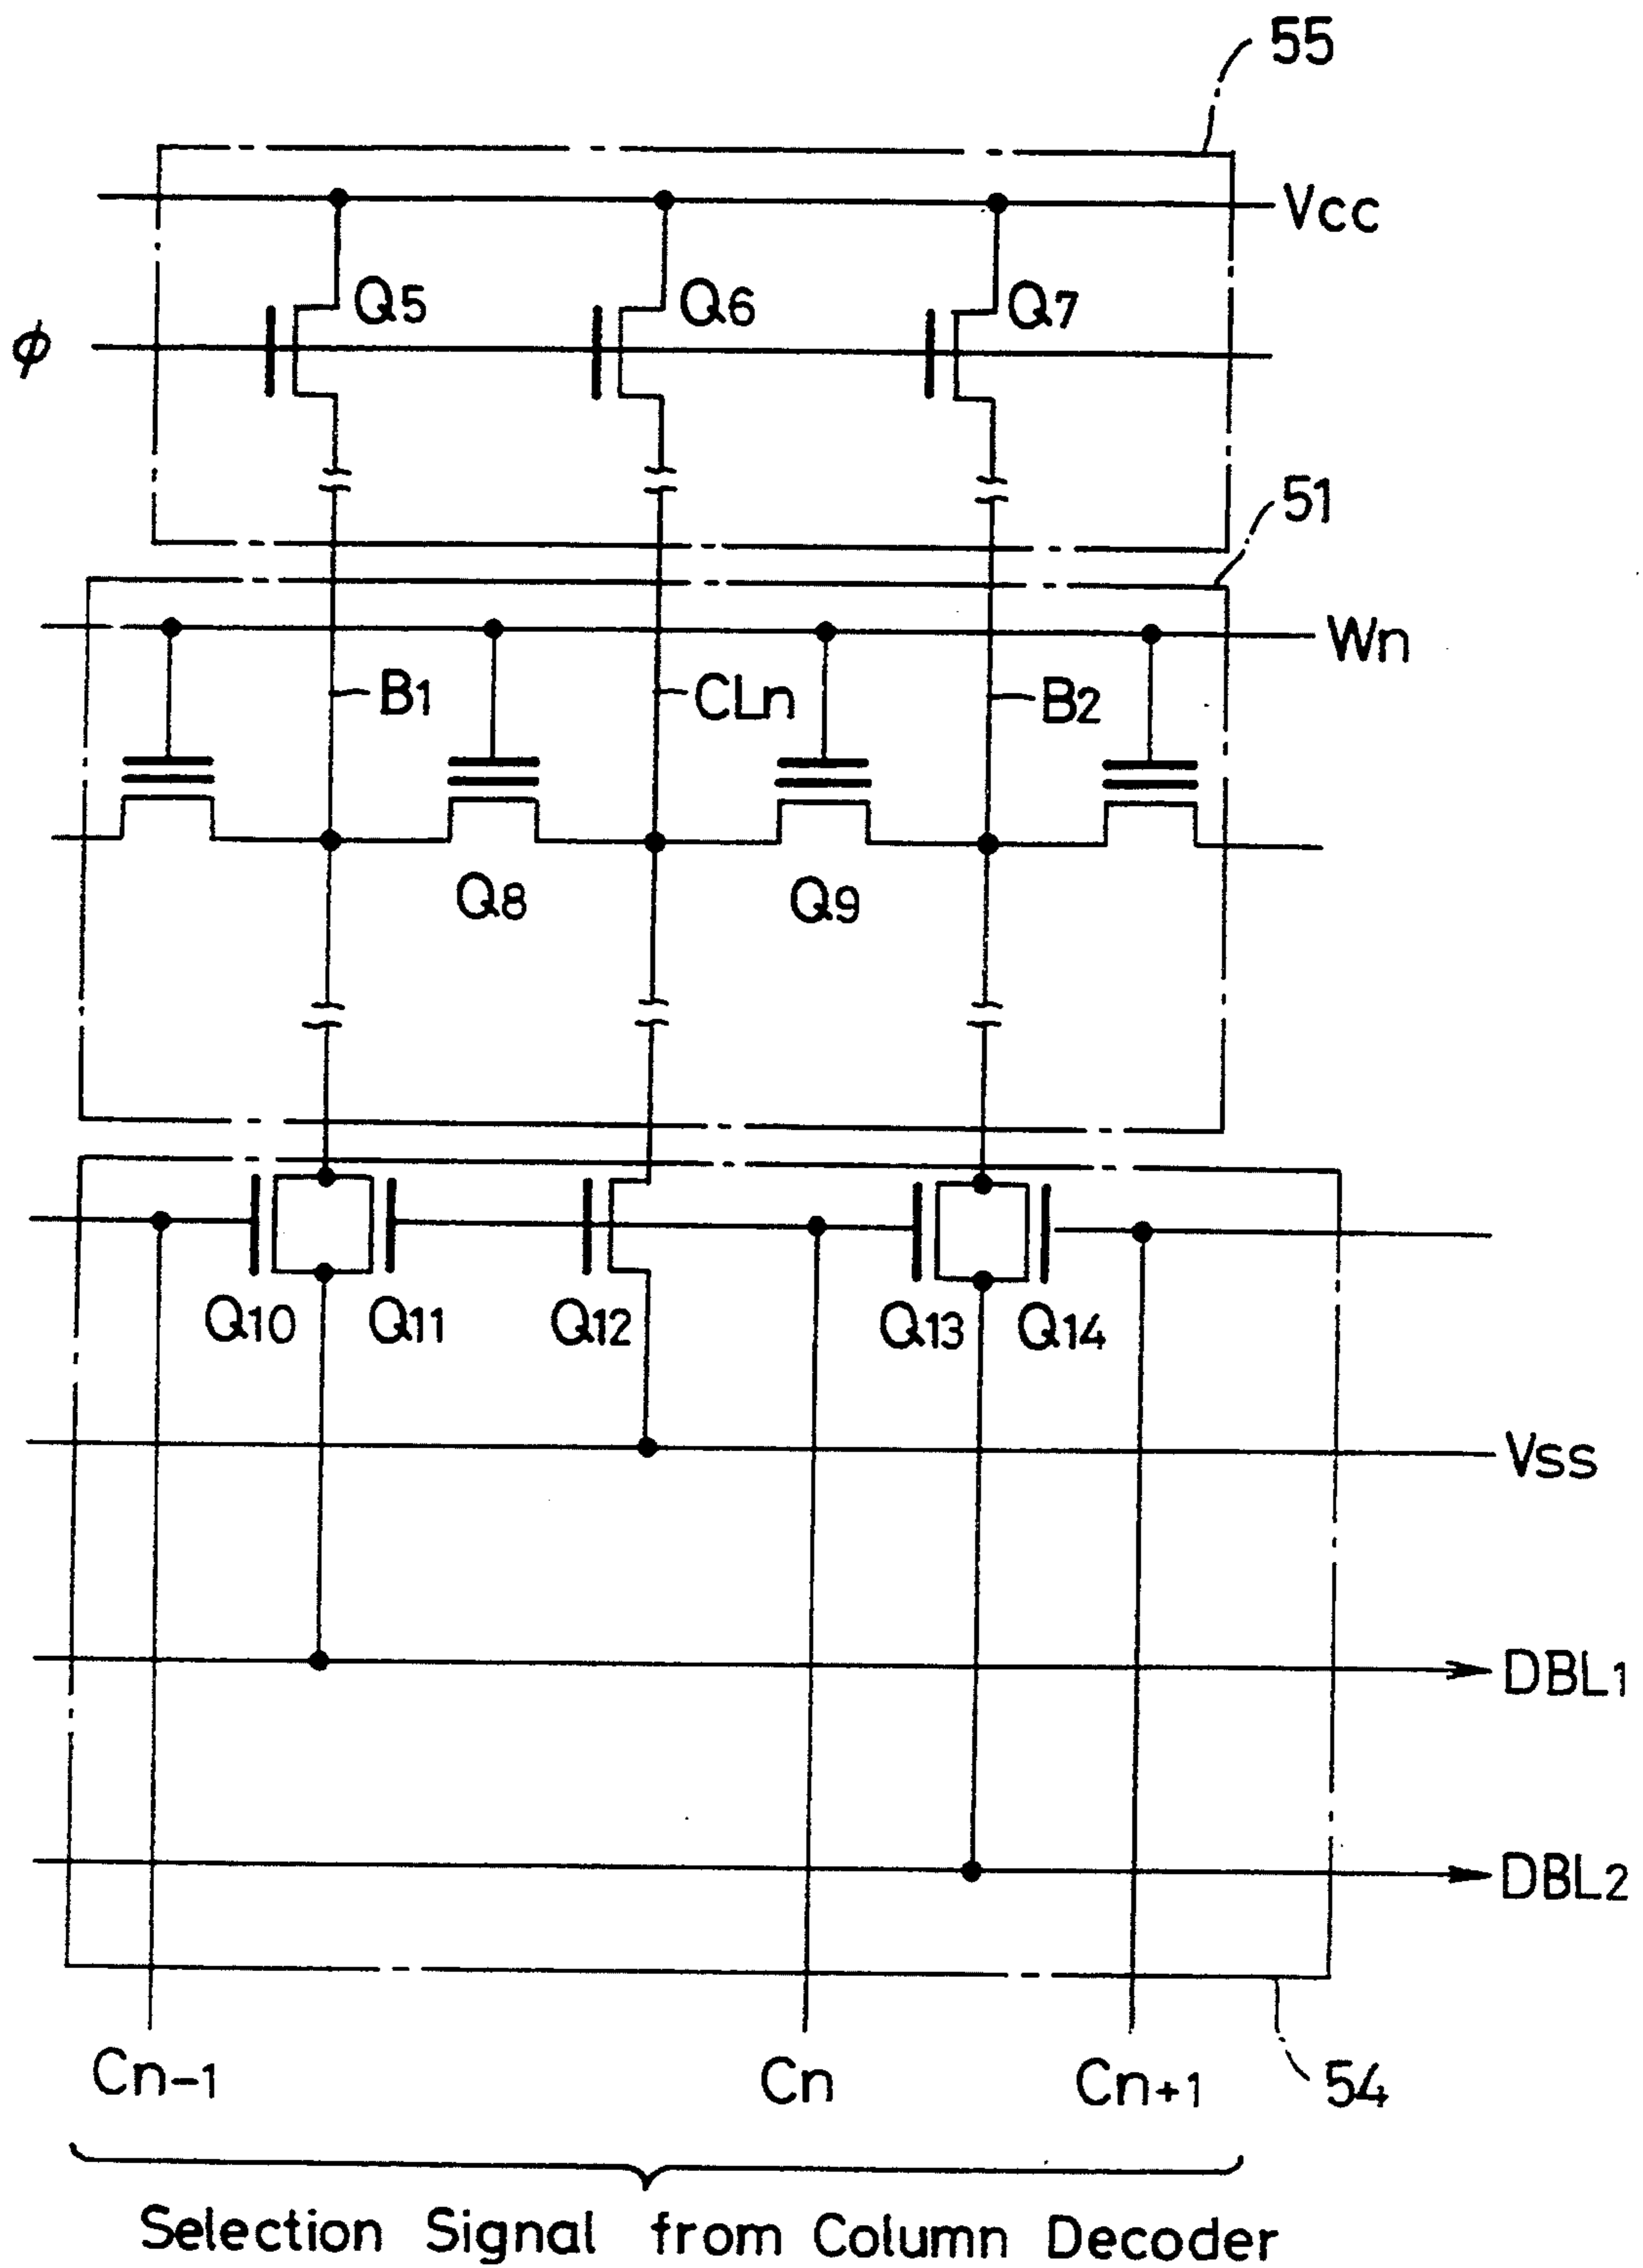 55
Vcc
Q5
Q6
Q7
φ
51
Wn
B1
CLn
B2
Q8
Q9
Q10
Q11
Q12
Q13
Q14
Vss
DBL1
DBL2
Cn-1
Cn
Cn+1
54
Selection Signal from Column Decoder